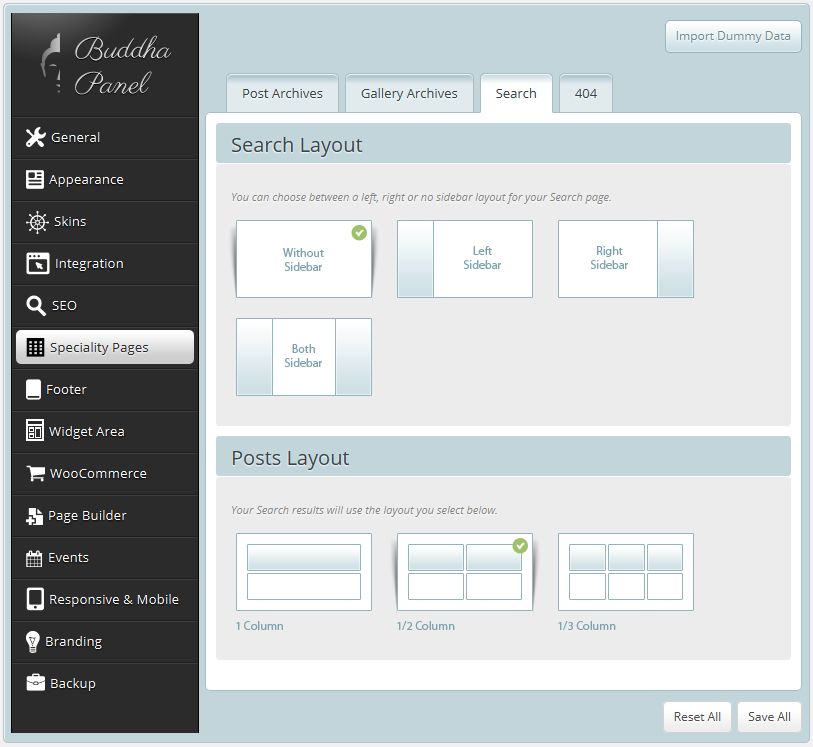 Buddha
Panel
General
Appearance
Skins
Integration
SEO
Speciality Pages
Footer
Widget Area
WooCommerce
Page Builder
Events
Responsive & Mobile
Branding
Backup
Import Dummy Data
Post Archives
Gallery Archives
Search
404
Search Layout
You can choose between a left, right or no sidebar layout for your Search page.
Without
Sidebar
Left
Sidebar
Right
Sidebar
Both
Sidebar
Posts Layout
Your Search results will use the layout you select below.
1 Column
1/2 Column
1/3 Column
Reset All
Save All